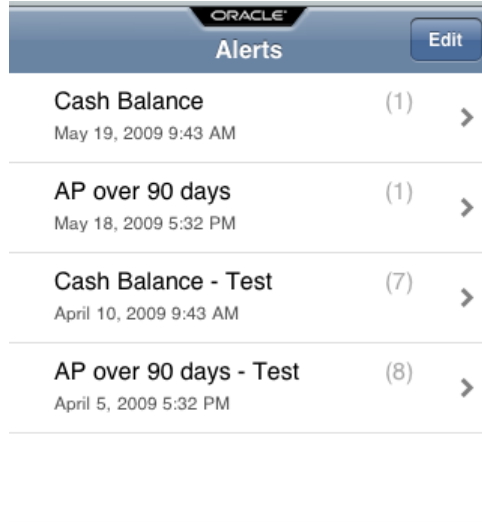 ORACLE®
Alerts
Edit
Cash Balance (1)
May 19, 2009 9:43 AM
AP over 90 days (1)
May 18, 2009 5:32 PM
Cash Balance - Test (7)
April 10, 2009 9:43 AM
AP over 90 days - Test (8)
April 5, 2009 5:32 PM